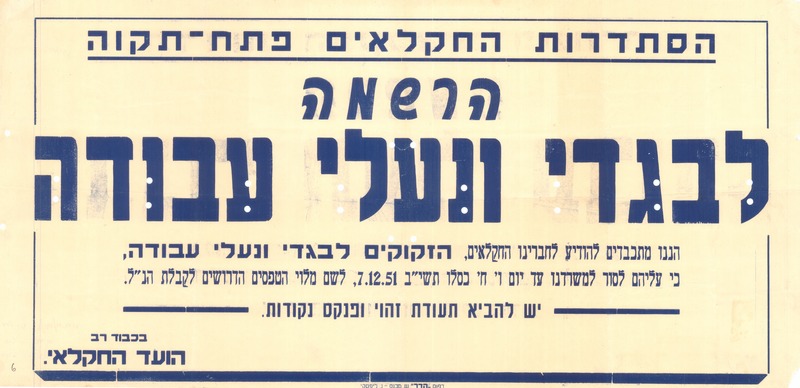 הסתדרות החקלאים פתח־תקוה
הרשמה
לבגדי ונעלי עבודה
הננו מתכבדים להודיע לחברינו החקלאים, הזקוקים לבגדי ונעלי עבודה,
כי עליהם לסור למשרדנו עד יום ו׳ ח׳ כסלו תשי״ב 7.12.51, לשם מלוי הטפסים הדרושים לקבלת הנ״ל.
יש להביא תעודת זהוי ופנקס נקודות.
בכבוד רב
הועד החקלאי.
6